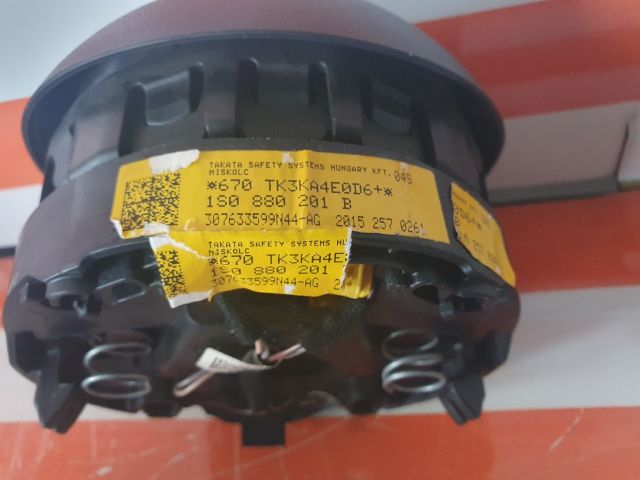 TAKATA SAFETY SYSTEMS HUNGARY KFT. 04S
MISKOLC
*670 TK3KA4E0D6+*
1S0 880 201 B
307633599N44-AG 2015 257 0261
TAKATA SAFETY SYSTEMS HU
MISKOLC
*670 TK3KA4E
1S0 880 201
307633599N44-AG